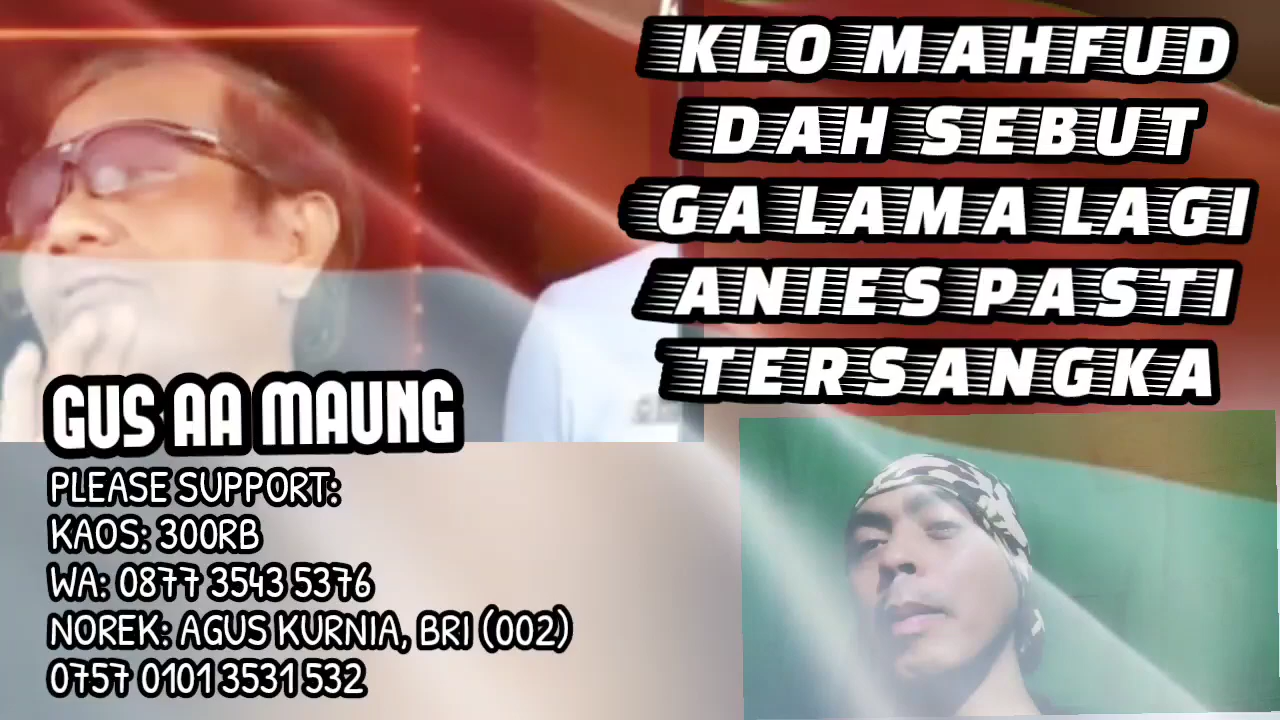 KLO MAHFUD
DAH SEBUT
GA LAMA LAGI
ANIES PASTI
TERSANGKA
GUS AA MAUNG
PLEASE SUPPORT:
KAOS: 300RB
WA: 0877 3543 5376
NOREK: AGUS KURNIA, BRI (002)
0757 0101 3531 532